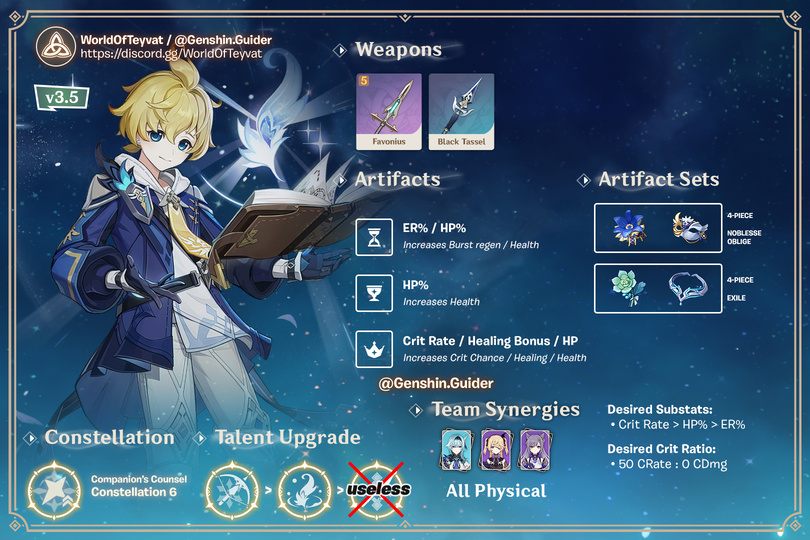 WorldOfTeyvat / @Genshin.Guider
https://discord.gg/WorldOfTeyvat
v3.5
Weapons
5
Favonius
Black Tassel
Artifacts
ER% / HP%
Increases Burst regen / Health
HP%
Increases Health
Crit Rate / Healing Bonus / HP
Increases Crit Chance / Healing / Health
@Genshin.Guider
Artifact Sets
4-PIECE
NOBLESSE
OBLIGE
4-PIECE
EXILE
Constellation
Companion's Counsel
Constellation 6
Talent Upgrade
> >
useless
Team Synergies
All Physical
Desired Substats:
• Crit Rate > HP% > ER%
Desired Crit Ratio:
• 50 CRate : 0 CDmg